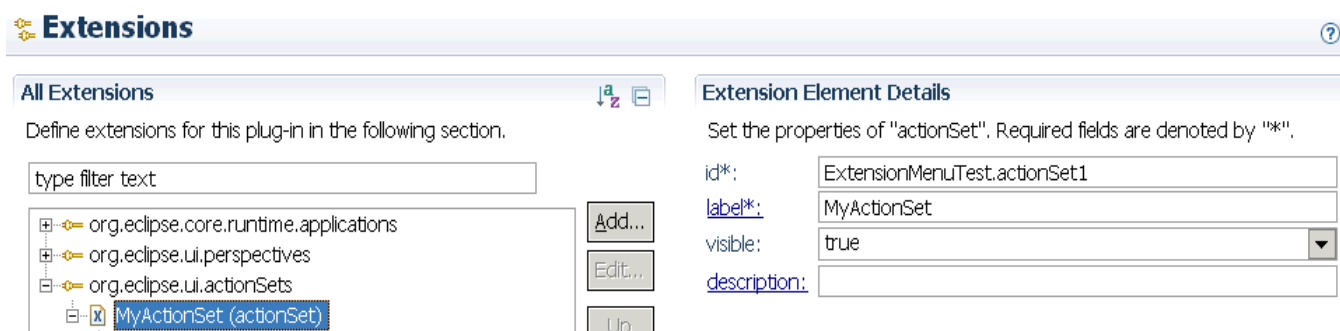 Extensions
All Extensions
Define extensions for this plug-in in the following section.
type filter text
org.eclipse.core.runtime.applications
org.eclipse.ui.perspectives
org.eclipse.ui.actionSets
MyActionSet (actionSet)
Add...
Edit...
Up
Extension Element Details
Set the properties of "actionSet". Required fields are denoted by "*".
id*: ExtensionMenuTest.actionSet1
label*: MyActionSet
visible: true
description: